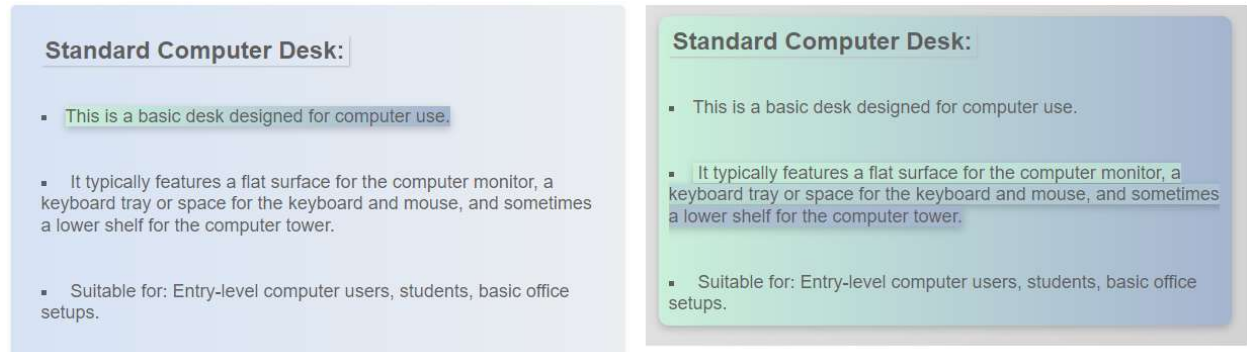 Standard Computer Desk:
▪ This is a basic desk designed for computer use.
▪ It typically features a flat surface for the computer monitor, a
keyboard tray or space for the keyboard and mouse, and sometimes
a lower shelf for the computer tower.
▪ Suitable for: Entry-level computer users, students, basic office
setups.
Standard Computer Desk:
▪ This is a basic desk designed for computer use.
▪ It typically features a flat surface for the computer monitor, a
keyboard tray or space for the keyboard and mouse, and sometimes
a lower shelf for the computer tower.
▪ Suitable for: Entry-level computer users, students, basic office
setups.